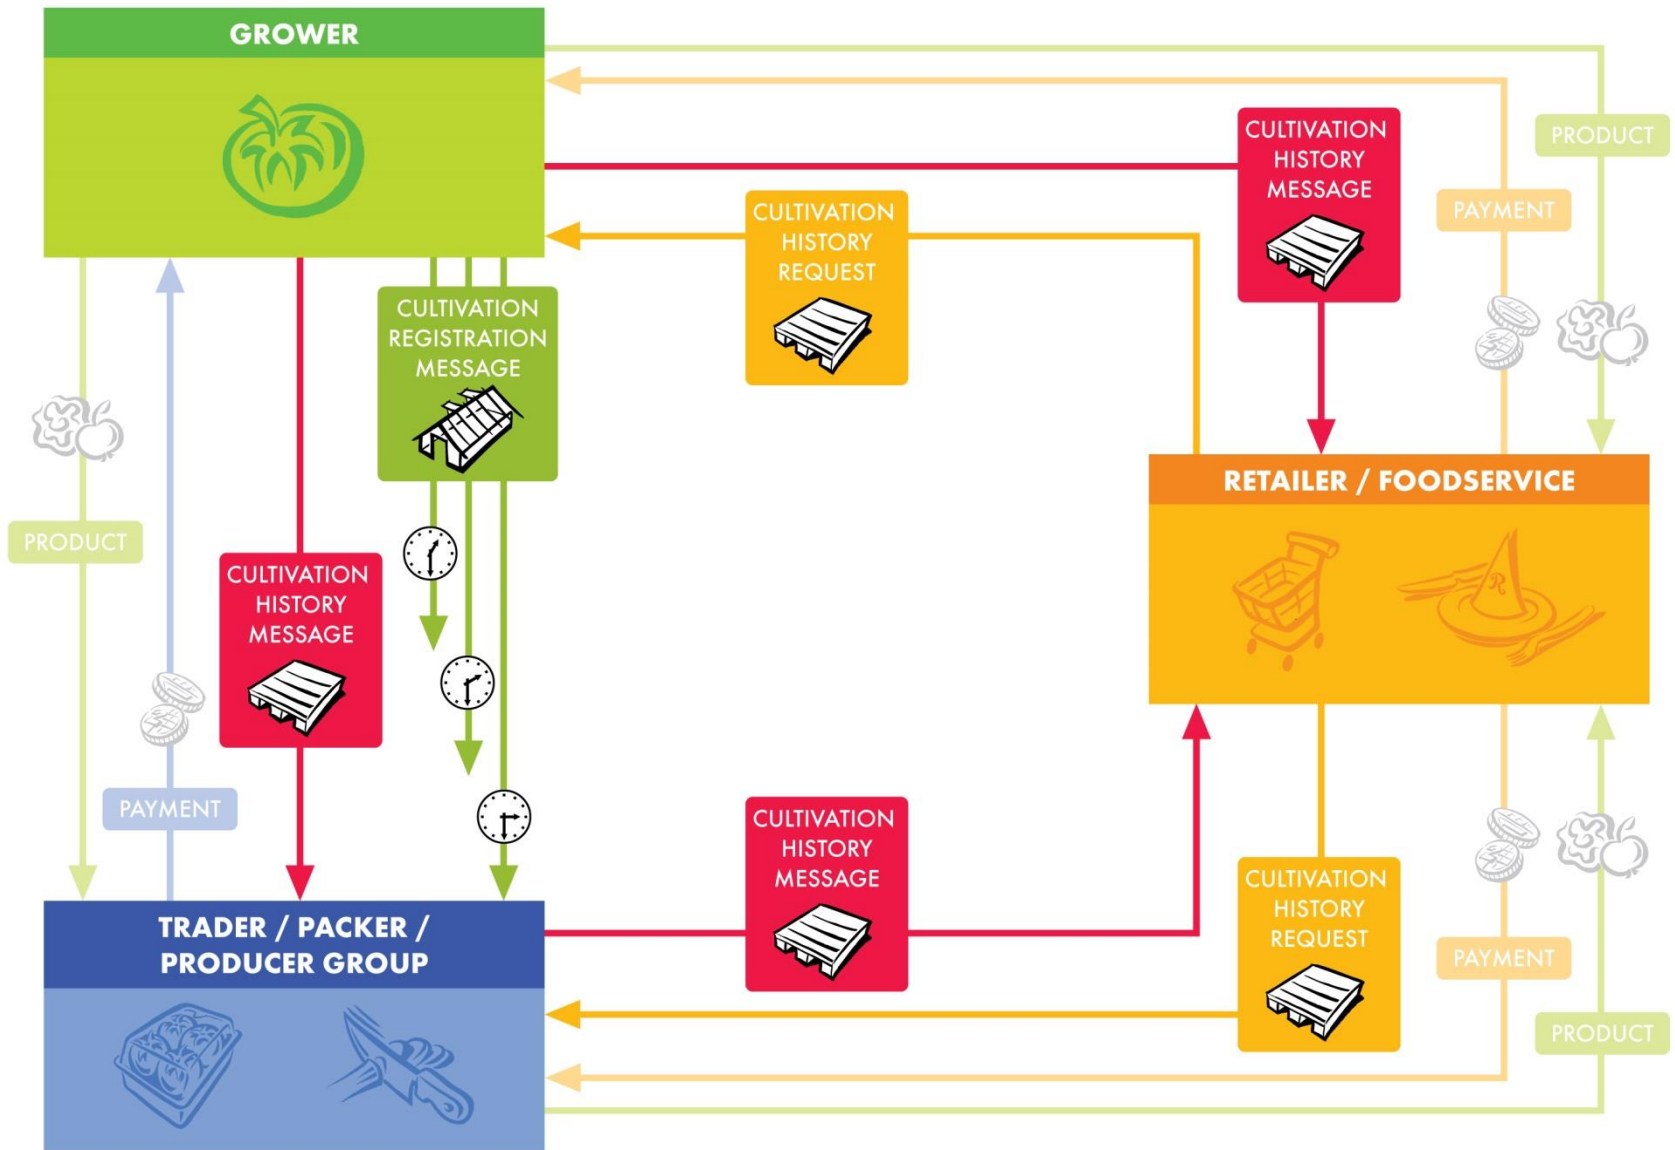 GROWER
CULTIVATION
HISTORY
MESSAGE
PRODUCT
PAYMENT
CULTIVATION
HISTORY
REQUEST
CULTIVATION
REGISTRATION
MESSAGE
RETAILER / FOODSERVICE
R
PRODUCT
CULTIVATION
HISTORY
MESSAGE
PAYMENT
CULTIVATION
HISTORY
MESSAGE
CULTIVATION
HISTORY
REQUEST
PAYMENT
PRODUCT
TRADER / PACKER /
PRODUCER GROUP